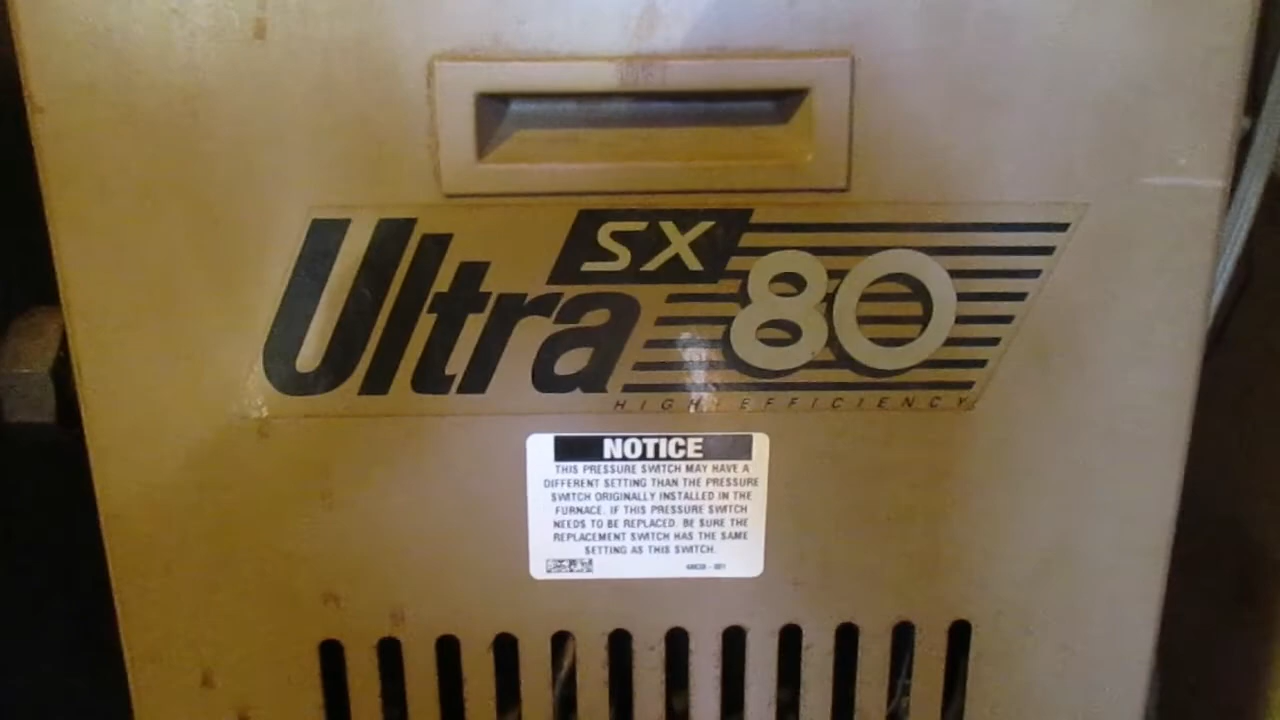 SX
Ultra 80
HIGH EFFICIENCY
NOTICE
THIS PRESSURE SWITCH MAY HAVE A
DIFFERENT SETTING THAN THE PRESSURE
SWITCH ORIGINALLY INSTALLED IN THE
FURNACE. IF THIS PRESSURE SWITCH
NEEDS TO BE REPLACED. BE SURE THE
REPLACEMENT SWITCH HAS THE SAME
SETTING AS THIS SWITCH.